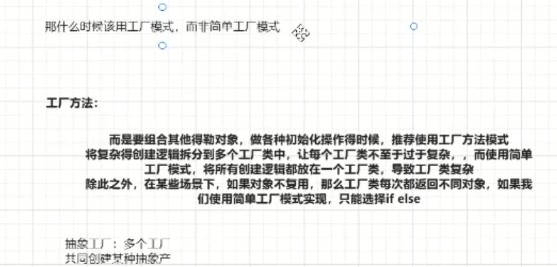 那什么时候该用工厂模式，而非简单工厂模式
工厂方法：
而是要组合其他得勒对象，做各种初始化操作得时候，推荐使用工厂方法模式
将复杂得创建逻辑拆分到多个工厂类中，让每个工厂类不至于过于复杂，，而使用简单
工厂模式，将所有创建逻辑都放在一个工厂类，导致工厂类复杂
除此之外，在某些场景下，如果对象不复用，那么工厂类每次都返回不同对象，如果我
们使用简单工厂模式实现，只能选择if else
抽象工厂：多个工厂
共同创建某种抽象产